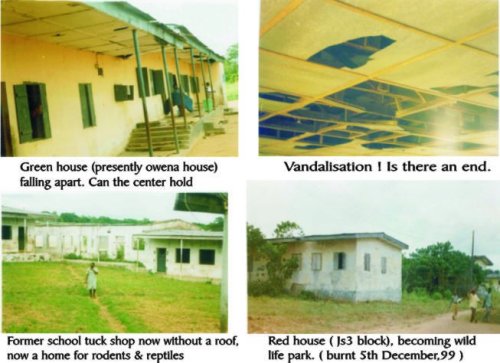 Green house (presently owena house)
falling apart. Can the center hold
Vandalisation ! Is there an end.
Former school tuck shop now without a roof,
now a home for rodents & reptiles
Red house ( Js3 block), becoming wild
life park. ( burnt 5th December,99 )